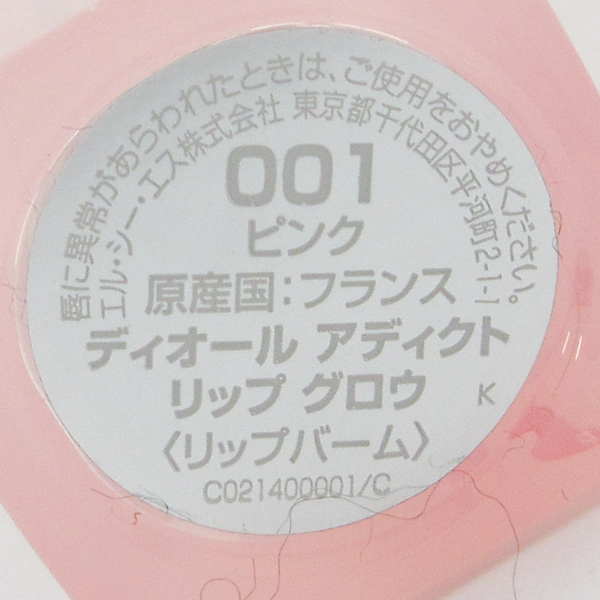 唇に異常があらわれたときは、ご使用をおやめください。
エル・シー・エス株式会社 東京都千代田区平河町2-1-1
001
ピンク
原産国：フランス
ディオール アディクト
リップ グロウ
K
〈リップバーム〉
C021400001/C